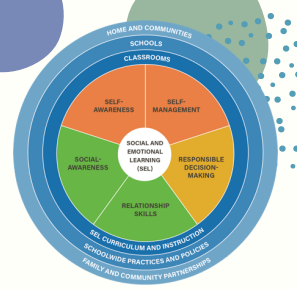 HOME AND COMMUNITIES
SCHOOLS
CLASSROOMS
SELF-
AWARENESS
SELF-
MANAGEMENT
SOCIAL AND
EMOTIONAL
LEARNING
(SEL)
SOCIAL-
AWARENESS
RESPONSIBLE
DECISION-
MAKING
RELATIONSHIP
SKILLS
SEL CURRICULUM AND INSTRUCTION
SCHOOLWIDE PRACTICES AND POLICIES
FAMILY AND COMMUNITY PARTNERSHIPS